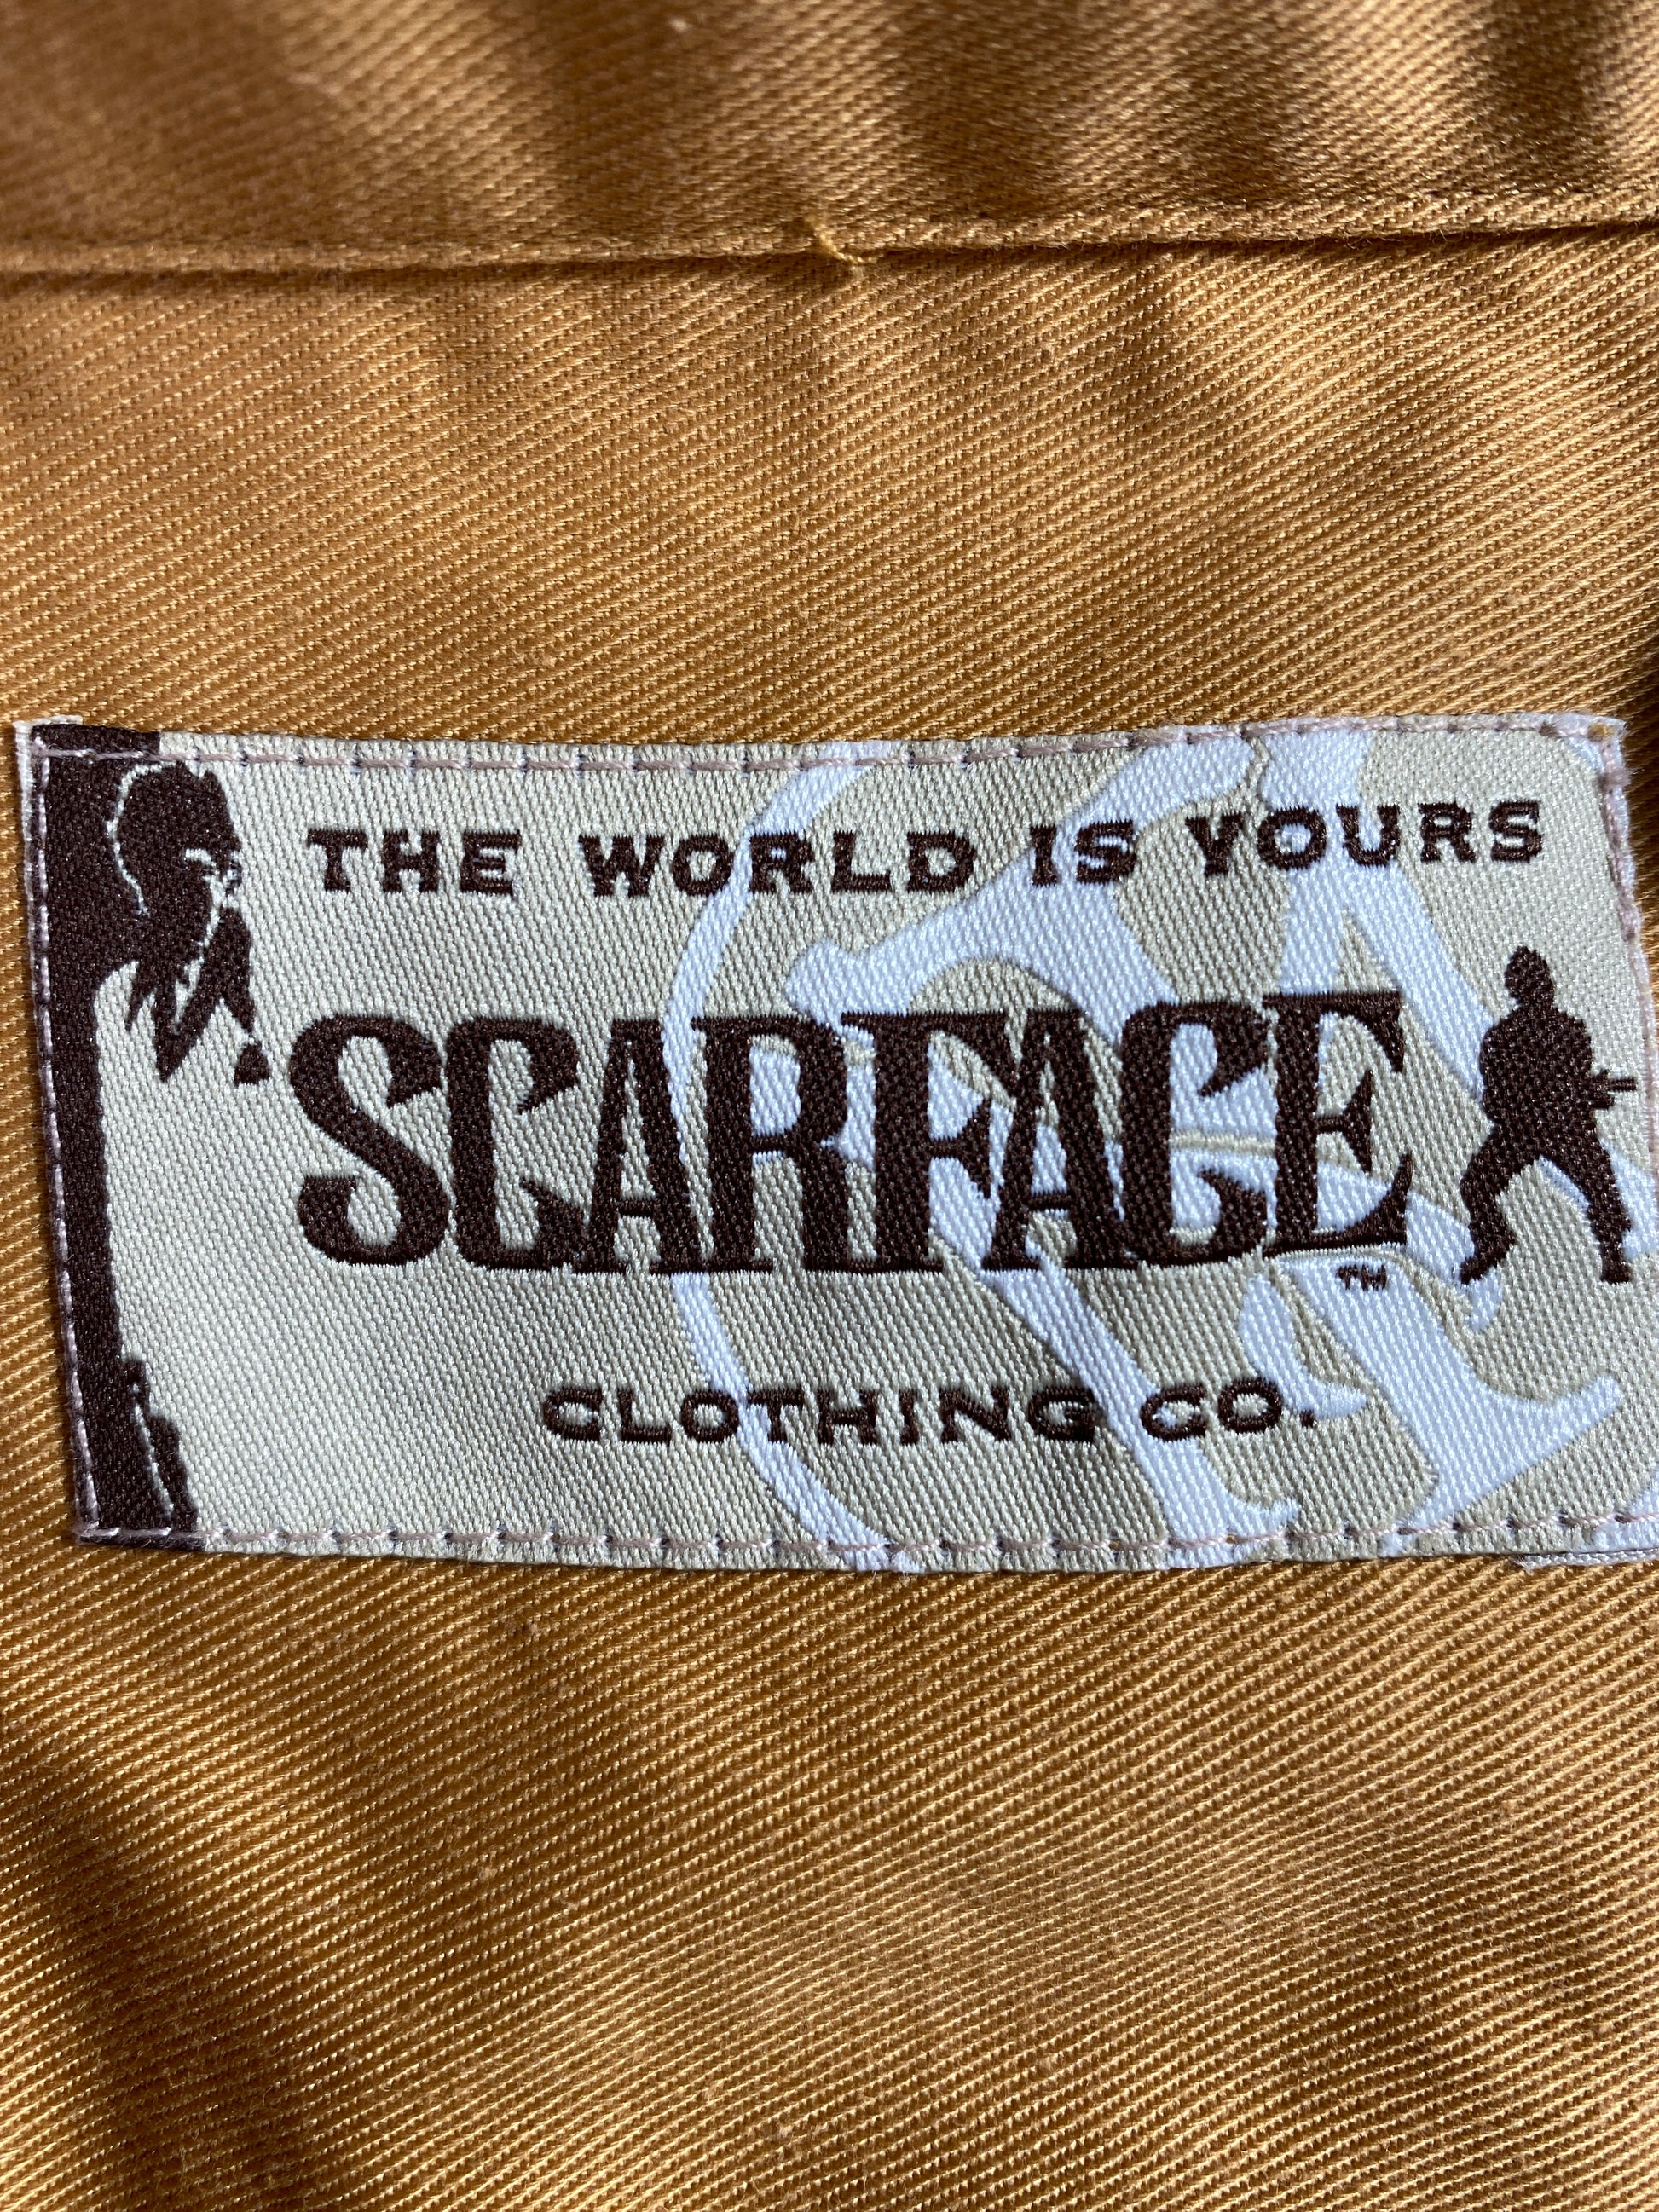 THE WORLD IS YOURS
SCARFACE
TM
CLOTHING CO.